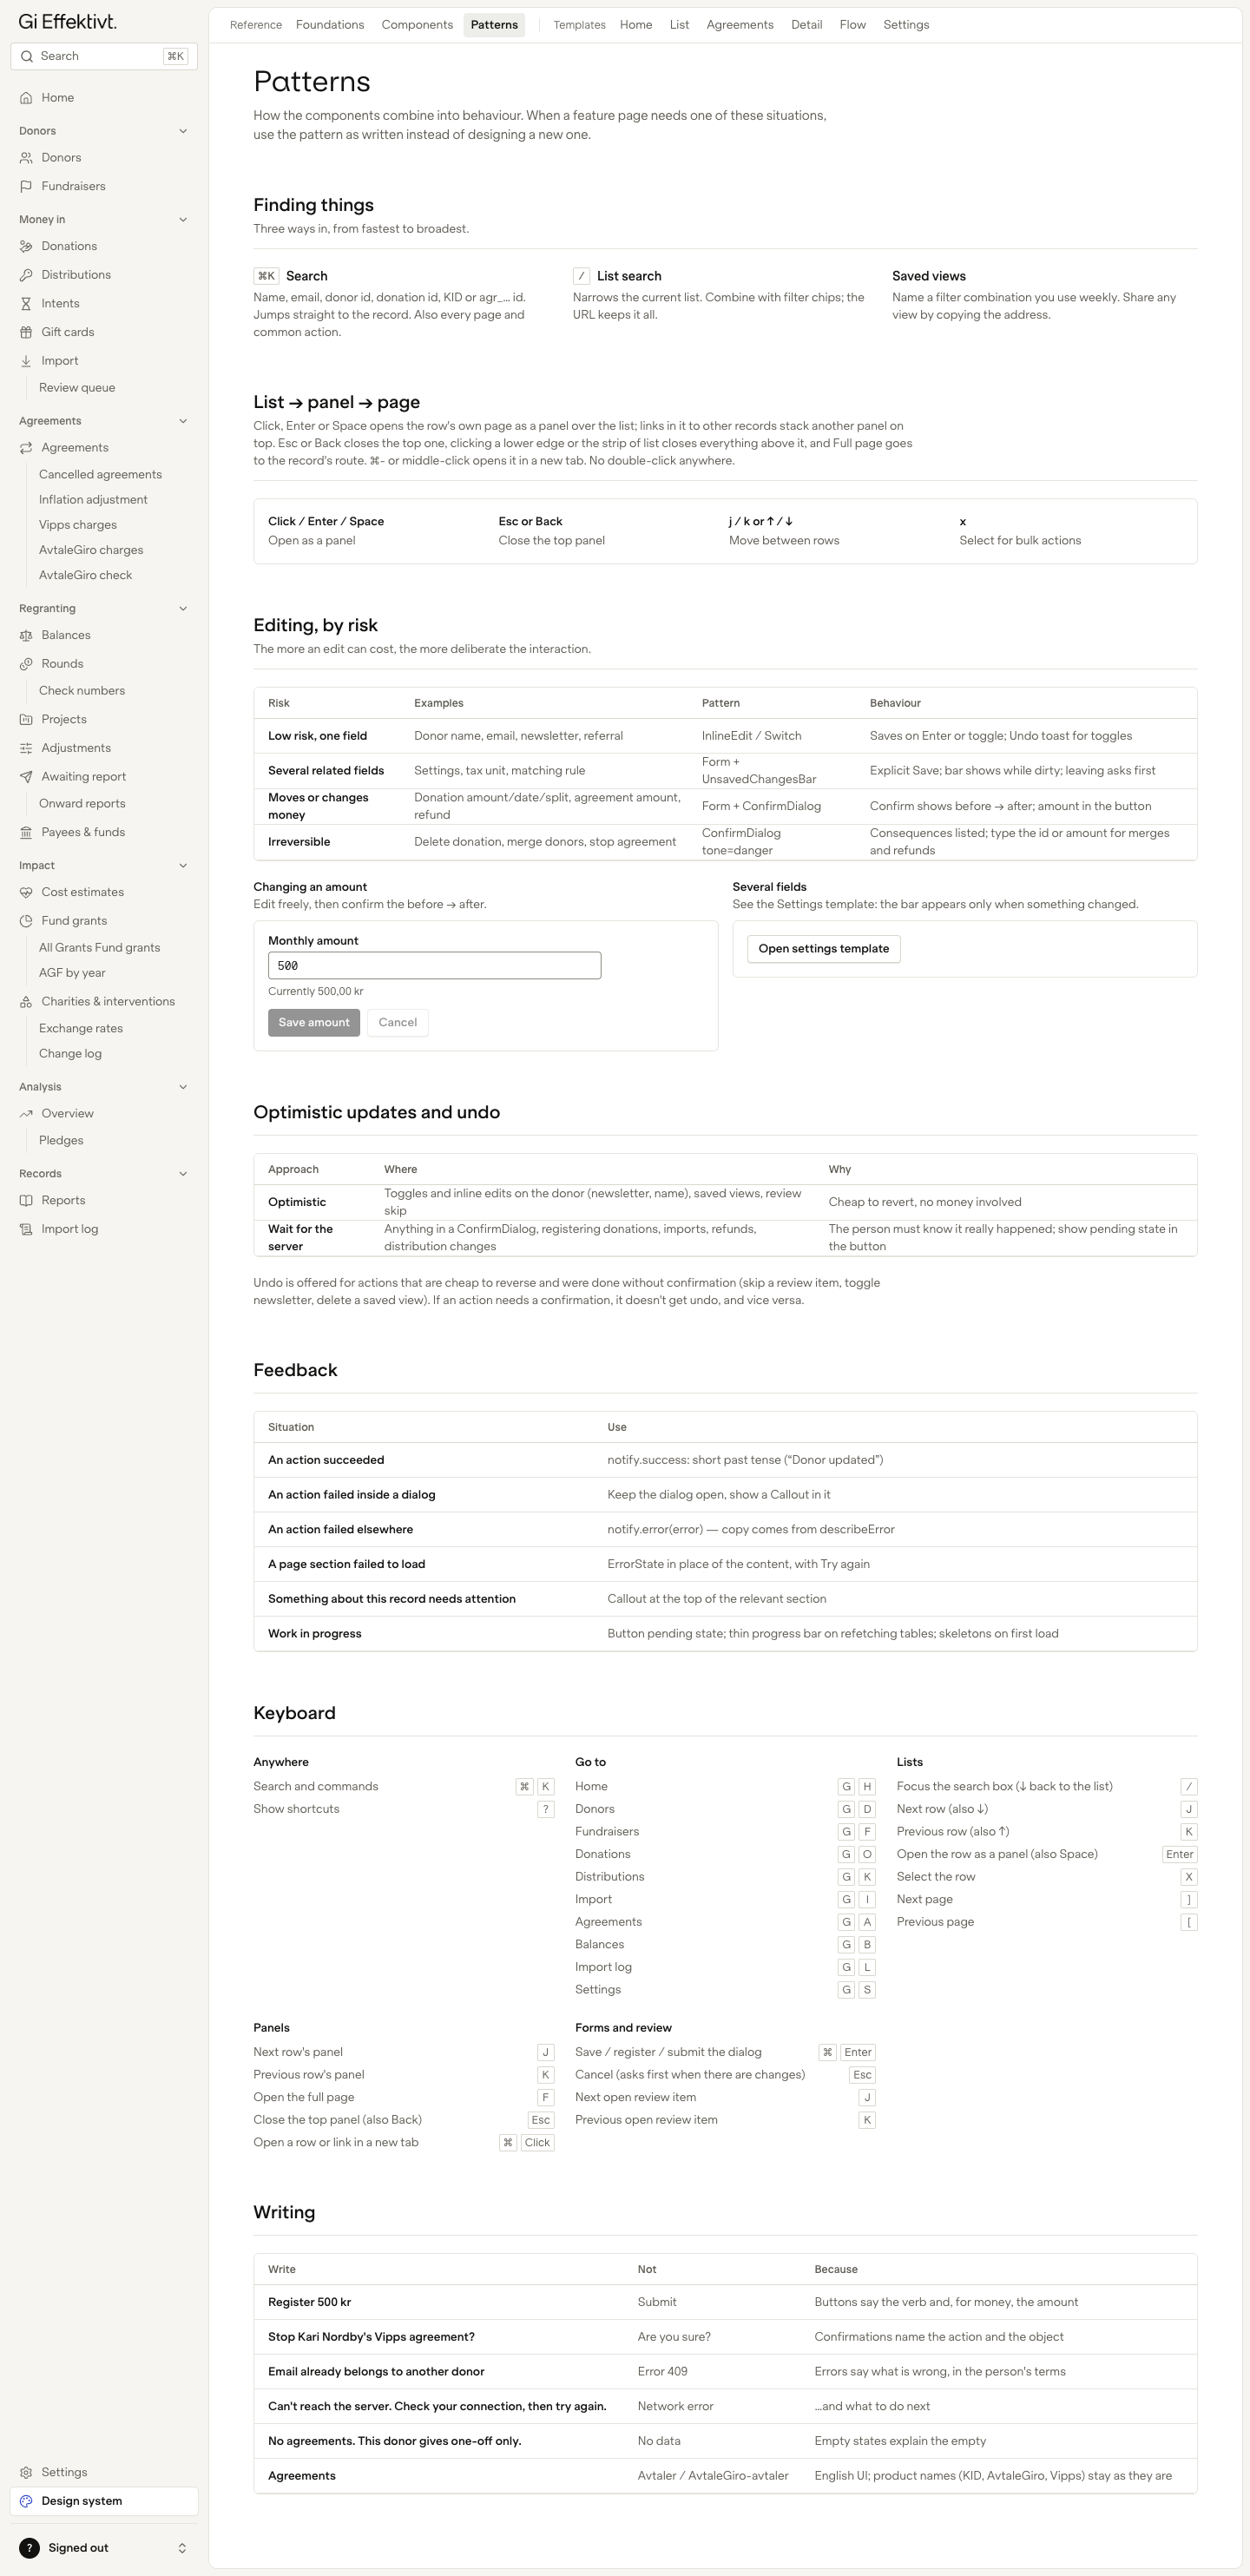 Gi Effektivt.
Search ⌘K
Home
Donors
Donors
Fundraisers
Money in
Donations
Distributions
Intents
Gift cards
Import
Review queue
Agreements
Agreements
Cancelled agreements
Inflation adjustment
Vipps charges
AvtaleGiro charges
AvtaleGiro check
Regranting
Balances
Rounds
Check numbers
Projects
Adjustments
Awaiting report
Onward reports
Payees & funds
Impact
Cost estimates
Fund grants
All Grants Fund grants
AGF by year
Charities & interventions
Exchange rates
Change log
Analysis
Overview
Pledges
Records
Reports
Import log
Settings
Design system
? Signed out
Reference Foundations Components Patterns Templates Home List Agreements Detail Flow Settings
Patterns
How the components combine into behaviour. When a feature page needs one of these situations,
use the pattern as written instead of designing a new one.
Finding things
Three ways in, from fastest to broadest.
⌘K Search
Name, email, donor id, donation id, KID or agr_… id.
Jumps straight to the record. Also every page and
common action.
/ List search
Narrows the current list. Combine with filter chips; the
URL keeps it all.
Saved views
Name a filter combination you use weekly. Share any
view by copying the address.
List → panel → page
Click, Enter or Space opens the row's own page as a panel over the list; links in it to other records stack another panel on
top. Esc or Back closes the top one, clicking a lower edge or the strip of list closes everything above it, and Full page goes
to the record's route. ⌘- or middle-click opens it in a new tab. No double-click anywhere.
Click / Enter / Space
Open as a panel
Esc or Back
Close the top panel
j / k or ↑ / ↓
Move between rows
x
Select for bulk actions
Editing, by risk
The more an edit can cost, the more deliberate the interaction.
Risk Examples Pattern Behaviour
Low risk, one field Donor name, email, newsletter, referral InlineEdit / Switch Saves on Enter or toggle; Undo toast for toggles
Several related fields Settings, tax unit, matching rule Form +
UnsavedChangesBar Explicit Save; bar shows while dirty; leaving asks first
Moves or changes
money Donation amount/date/split, agreement amount,
refund Form + ConfirmDialog Confirm shows before → after; amount in the button
Irreversible Delete donation, merge donors, stop agreement ConfirmDialog
tone=danger Consequences listed; type the id or amount for merges
and refunds
Changing an amount
Edit freely, then confirm the before → after.
Monthly amount
500
Currently 500,00 kr
Save amount Cancel
Several fields
See the Settings template: the bar appears only when something changed.
Open settings template
Optimistic updates and undo
Approach Where Why
Optimistic Toggles and inline edits on the donor (newsletter, name), saved views, review
skip Cheap to revert, no money involved
Wait for the
server Anything in a ConfirmDialog, registering donations, imports, refunds,
distribution changes The person must know it really happened; show pending state in
the button
Undo is offered for actions that are cheap to reverse and were done without confirmation (skip a review item, toggle
newsletter, delete a saved view). If an action needs a confirmation, it doesn't get undo, and vice versa.
Feedback
Situation Use
An action succeeded notify.success: short past tense (“Donor updated”)
An action failed inside a dialog Keep the dialog open, show a Callout in it
An action failed elsewhere notify.error(error) — copy comes from describeError
A page section failed to load ErrorState in place of the content, with Try again
Something about this record needs attention Callout at the top of the relevant section
Work in progress Button pending state; thin progress bar on refetching tables; skeletons on first load
Keyboard
Anywhere
Search and commands ⌘ K
Show shortcuts ?
Go to
Home G H
Donors G D
Fundraisers G F
Donations G O
Distributions G K
Import G I
Agreements G A
Balances G B
Import log G L
Settings G S
Lists
Focus the search box (↓ back to the list) /
Next row (also ↓) J
Previous row (also ↑) K
Open the row as a panel (also Space) Enter
Select the row X
Next page ]
Previous page [
Panels
Next row's panel J
Previous row's panel K
Open the full page F
Close the top panel (also Back) Esc
Open a row or link in a new tab ⌘ Click
Forms and review
Save / register / submit the dialog ⌘ Enter
Cancel (asks first when there are changes) Esc
Next open review item J
Previous open review item K
Writing
Write Not Because
Register 500 kr Submit Buttons say the verb and, for money, the amount
Stop Kari Nordby's Vipps agreement? Are you sure? Confirmations name the action and the object
Email already belongs to another donor Error 409 Errors say what is wrong, in the person's terms
Can't reach the server. Check your connection, then try again. Network error …and what to do next
No agreements. This donor gives one-off only. No data Empty states explain the empty
Agreements Avtaler / AvtaleGiro-avtaler English UI; product names (KID, AvtaleGiro, Vipps) stay as they are